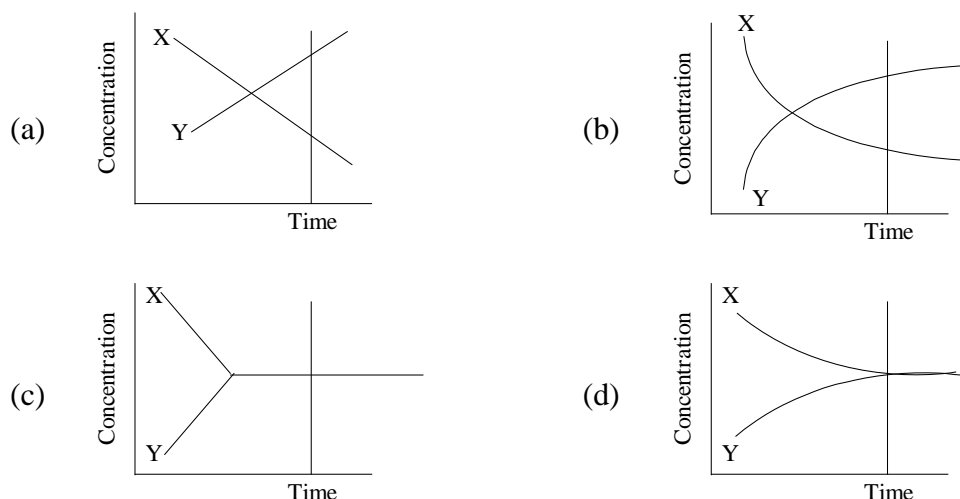 (a)
Concentration
X
Y
Time
(b)
Concentration
X
Y
Time
(c)
Concentration
X
Y
Time
(d)
Concentration
X
Y
Time